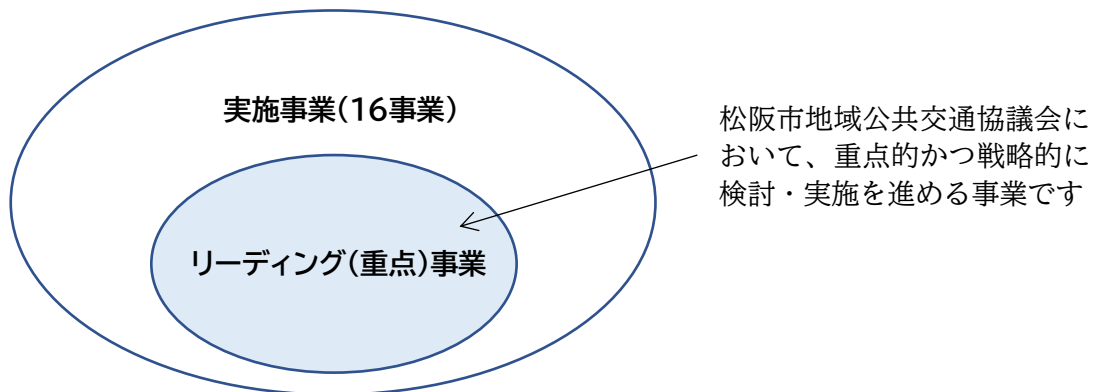 実施事業(16事業)
リーディング(重点)事業
松阪市地域公共交通協議会に
おいて、重点的かつ戦略的に
検討・実施を進める事業です